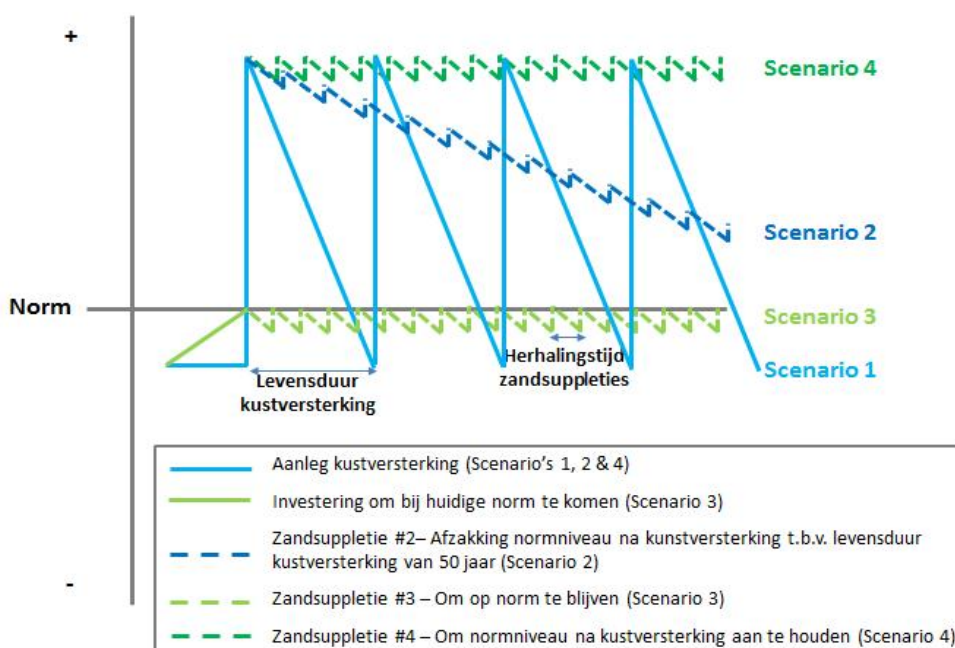 +
Scenario 4
Scenario 2
Norm
Scenario 3
Herhalingstijd
zandsuppleties
Scenario 1
Levensduur
kustversterking
Aanleg kustversterking (Scenario's 1, 2 & 4)
Investering om bij huidige norm te komen (Scenario 3)
Zandsuppletie #2– Afzakking normniveau na kunstversterking t.b.v. levensduur
kustversterking van 50 jaar (Scenario 2)
-
Zandsuppletie #3 – Om op norm te blijven (Scenario 3)
Zandsuppletie #4 – Om normniveau na kustversterking aan te houden (Scenario 4)